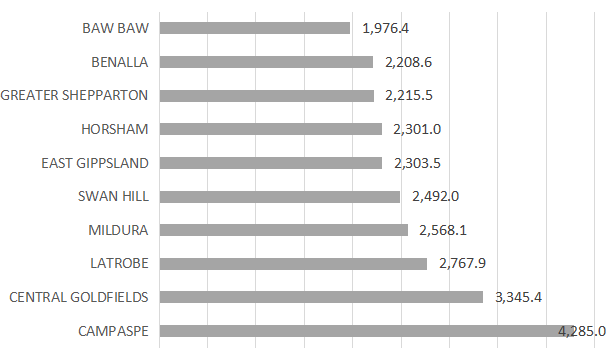 BAW BAW 1,976.4
BENALLA 2,208.6
GREATER SHEPPARTON 2,215.5
HORSHAM 2,301.0
EAST GIPPSLAND 2,303.5
SWAN HILL 2,492.0
MILDURA 2,568.1
LATROBE 2,767.9
CENTRAL GOLDFIELDS 3,345.4
CAMPASPE 4,285.0